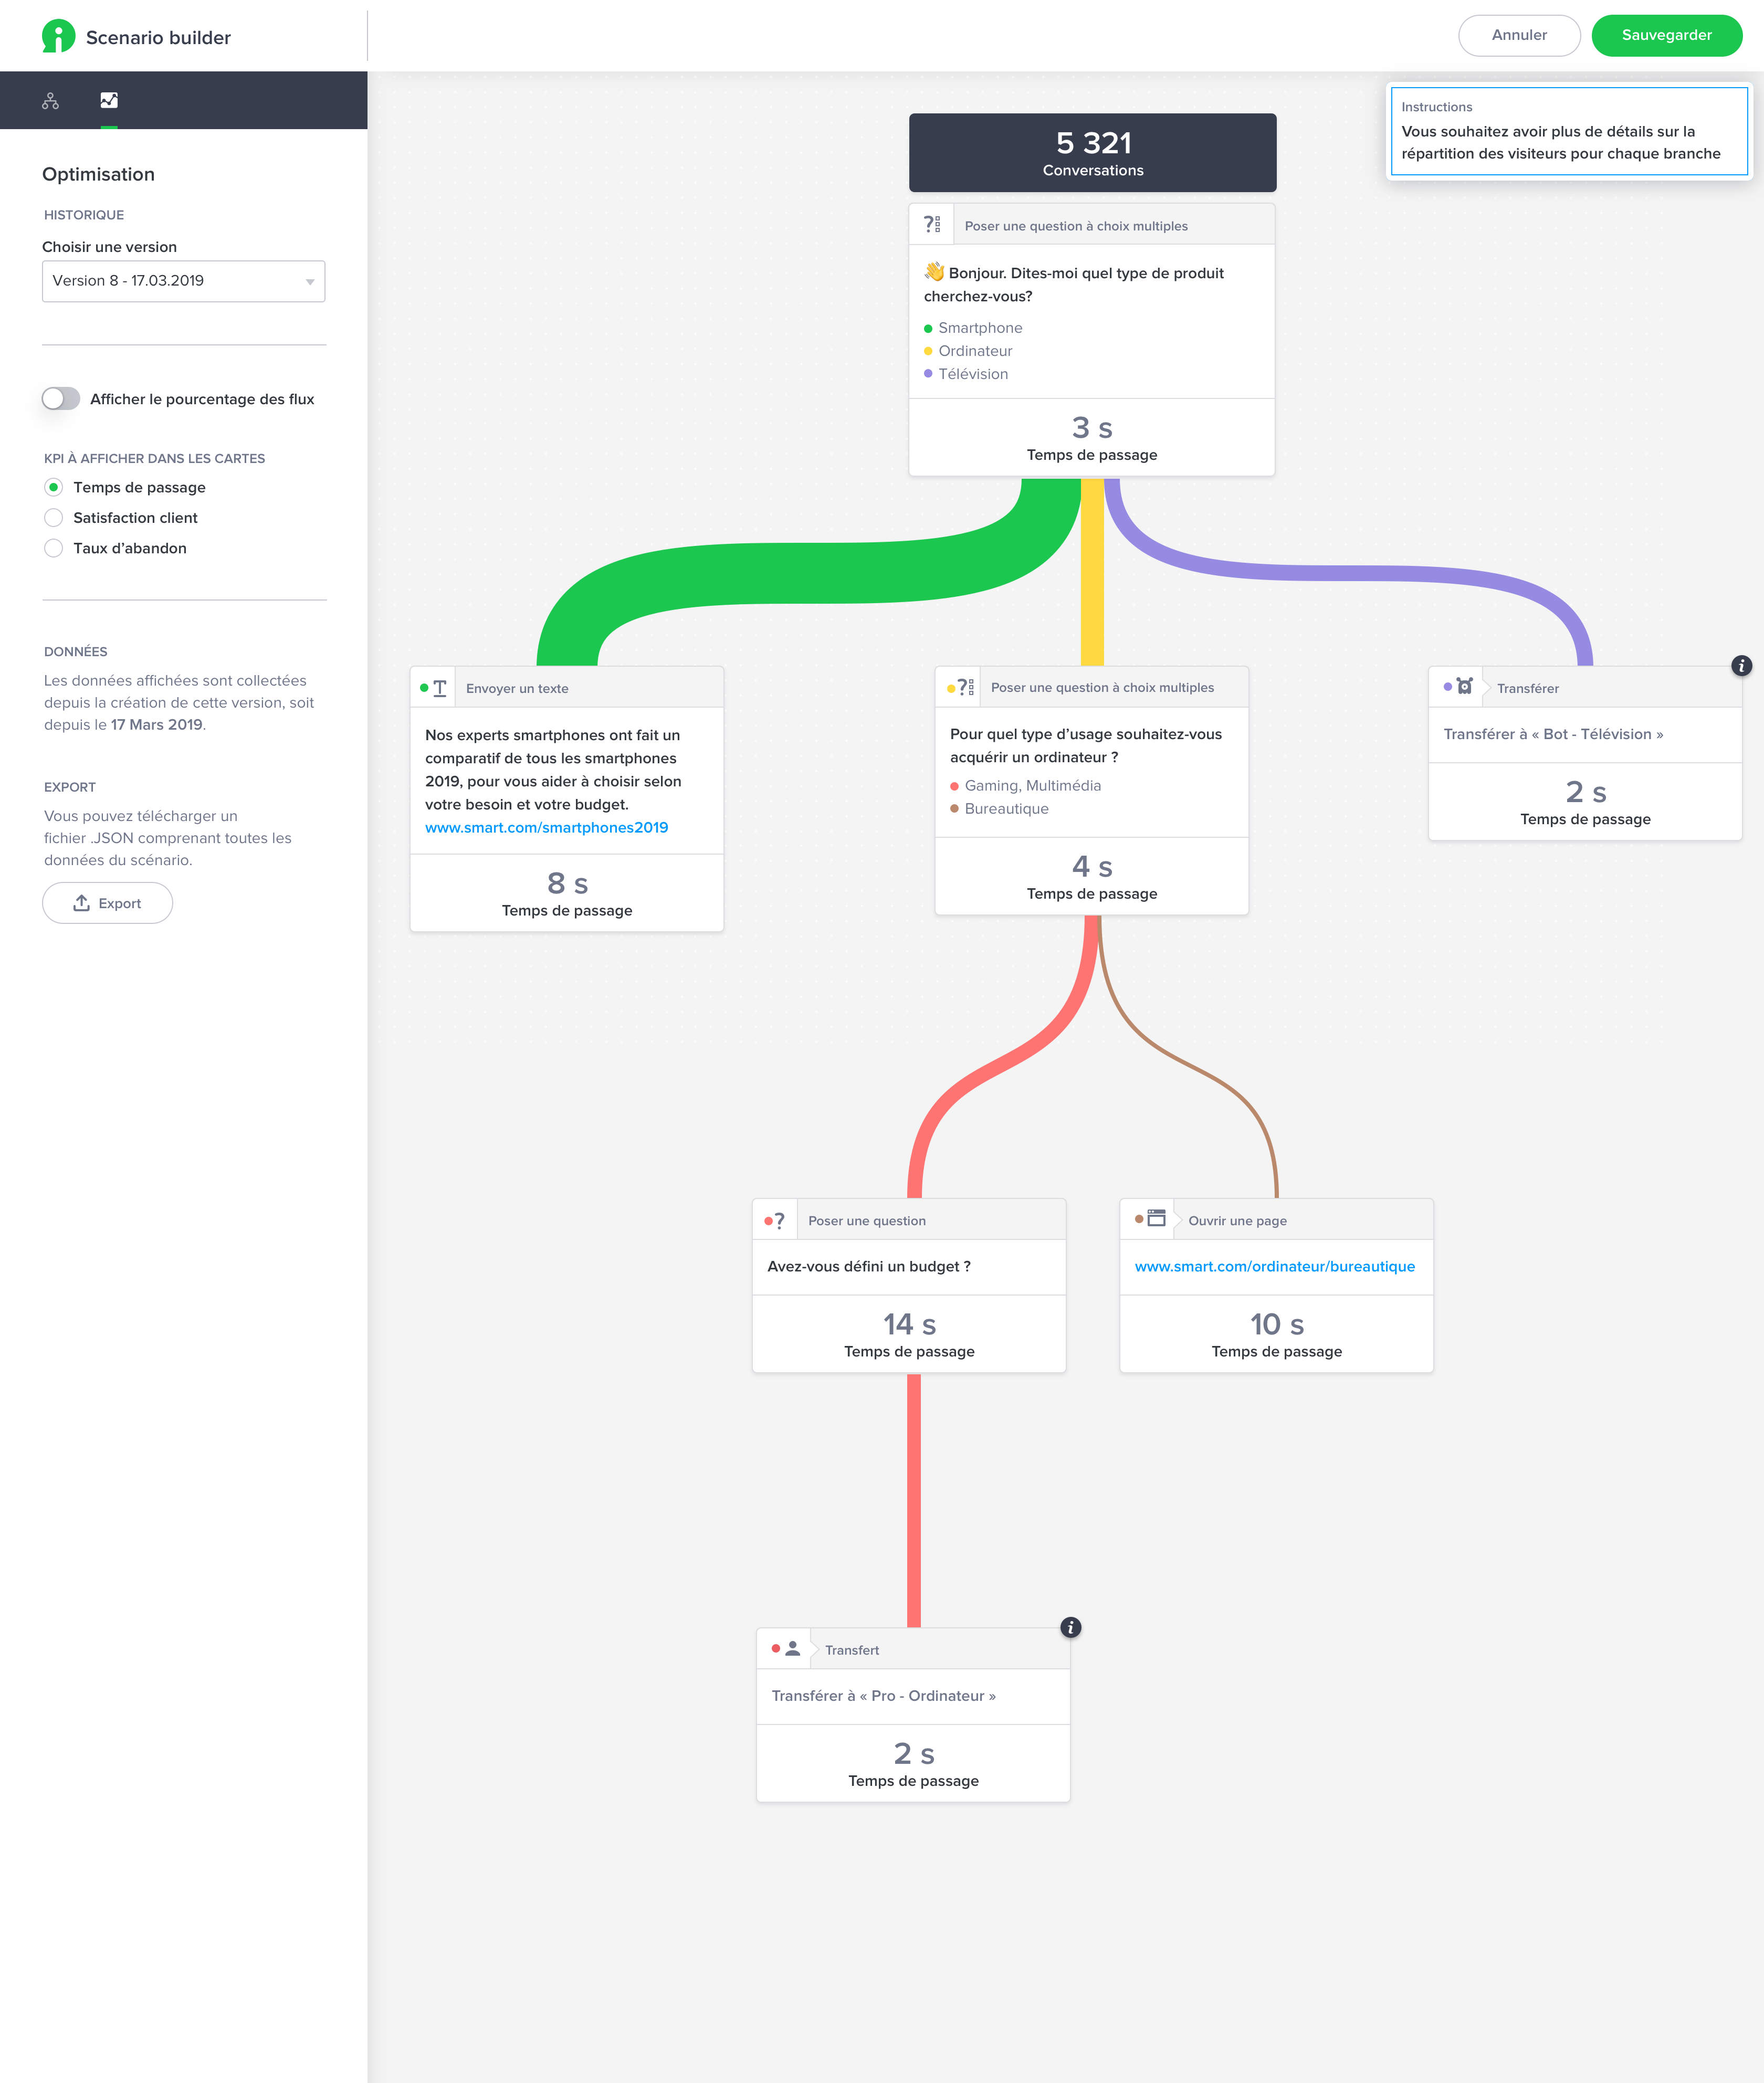 Scenario builder
Annuler
Sauvegarder
Instructions
Vous souhaitez avoir plus de détails sur la
répartition des visiteurs pour chaque branche
Optimisation
HISTORIQUE
Choisir une version
Version 8 - 17.03.2019
Afficher le pourcentage des flux
KPI À AFFICHER DANS LES CARTES
Temps de passage
Satisfaction client
Taux d’abandon
DONNÉES
Les données affichées sont collectées
depuis la création de cette version, soit
depuis le 17 Mars 2019.
EXPORT
Vous pouvez télécharger un
fichier .JSON comprenant toutes les
données du scénario.
Export
5 321
Conversations
Poser une question à choix multiples
👋 Bonjour. Dites-moi quel type de produit
cherchez-vous?
Smartphone
Ordinateur
Télévision
3 s
Temps de passage
Envoyer un texte
Nos experts smartphones ont fait un
comparatif de tous les smartphones
2019, pour vous aider à choisir selon
votre besoin et votre budget.
www.smart.com/smartphones2019
8 s
Temps de passage
Poser une question à choix multiples
Pour quel type d’usage souhaitez-vous
acquérir un ordinateur ?
Gaming, Multimédia
Bureautique
4 s
Temps de passage
Transférer
Transférer à « Bot - Télévision »
2 s
Temps de passage
Poser une question
Avez-vous défini un budget ?
14 s
Temps de passage
Ouvrir une page
www.smart.com/ordinateur/bureautique
10 s
Temps de passage
Transfert
Transférer à « Pro - Ordinateur »
2 s
Temps de passage